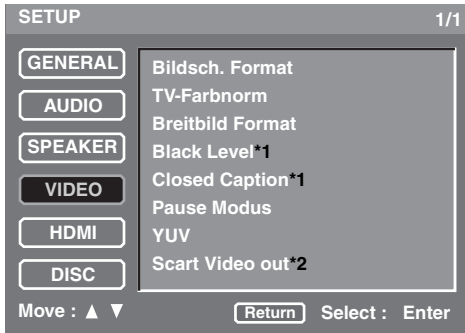 SETUP 1/1
GENERAL
AUDIO
SPEAKER
VIDEO
HDMI
DISC
Bildsch. Format
TV-Farbnorm
Breitbild Format
Black Level*1
Closed Caption*1
Pause Modus
YUV
Scart Video out*2
Move : ▲ ▼ Return Select : Enter